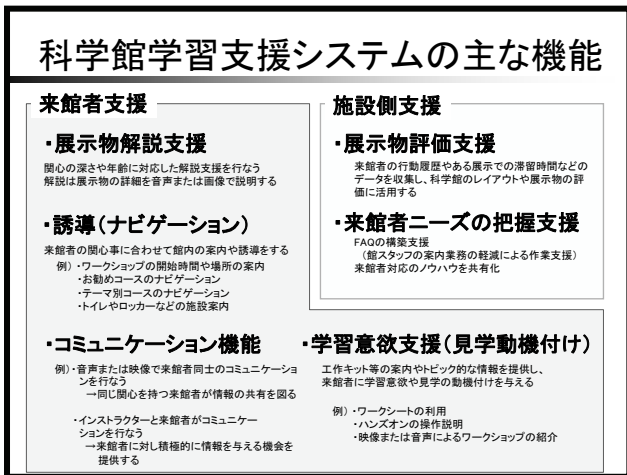 科学館学習支援システムの主な機能
来館者支援
・展示物解説支援
関心の深さや年齢に対応した解説支援を行なう
解説は展示物の詳細を音声または画像で説明する
・誘導(ナビゲーション)
来館者の関心事に合わせて館内の案内や誘導をする
例) ・ワークショップの開始時間や場所の案内
・お勧めコースのナビゲーション
・テーマ別コースのナビゲーション
・トイレやロッカーなどの施設案内
・コミュニケーション機能
例)・音声または映像で来館者同士のコミュニケーショ
ンを行なう
→同じ関心を持つ来館者が情報の共有を図る
・インストラクターと来館者がコミュニケー
ションを行なう
→来館者に対し積極的に情報を与える機会を
提供する
施設側支援
・展示物評価支援
来館者の行動履歴やある展示での滞留時間などの
データを収集し、科学館のレイアウトや展示物の評
価に活用する
・来館者ニーズの把握支援
FAQの構築支援
(館スタッフの案内業務の軽減による作業支援)
来館者対応のノウハウを共有化
・学習意欲支援(見学動機付け)
工作キット等の案内やトピック的な情報を提供し、
来館者に学習意欲や見学の動機付けを与える
例) ・ワークシートの利用
・ハンズオンの操作説明
・映像または音声によるワークショップの紹介